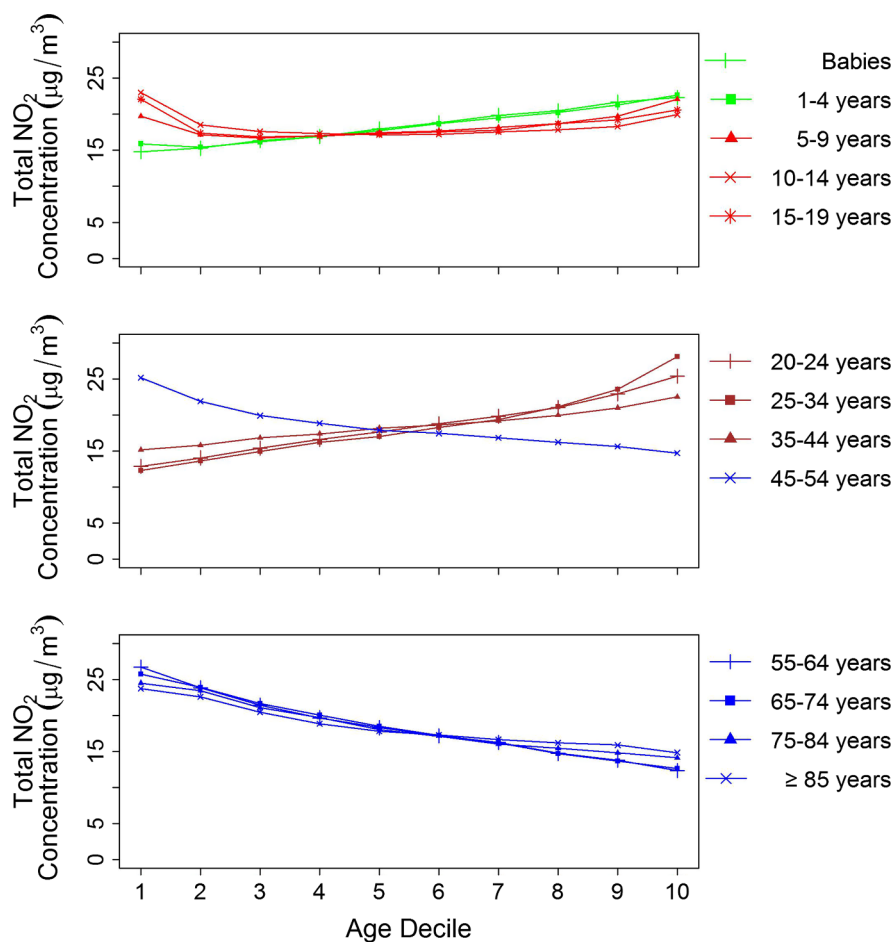 Total NO2
Concentration (μg/m3)
25
15
5
0
Babies
1-4 years
5-9 years
10-14 years
15-19 years
Total NO2
Concentration (μg/m3)
25
15
5
0
20-24 years
25-34 years
35-44 years
45-54 years
Total NO2
Concentration (μg/m3)
25
15
5
0
55-64 years
65-74 years
75-84 years
≥ 85 years
1 2 3 4 5 6 7 8 9 10
Age Decile